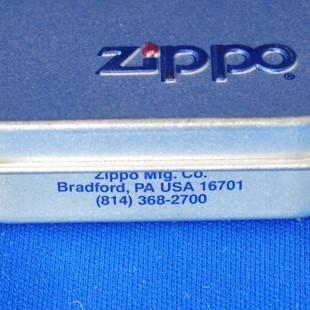 zippo®
Zippo Mfg. Co.
Bradford, PA USA 16701
(814) 368-2700